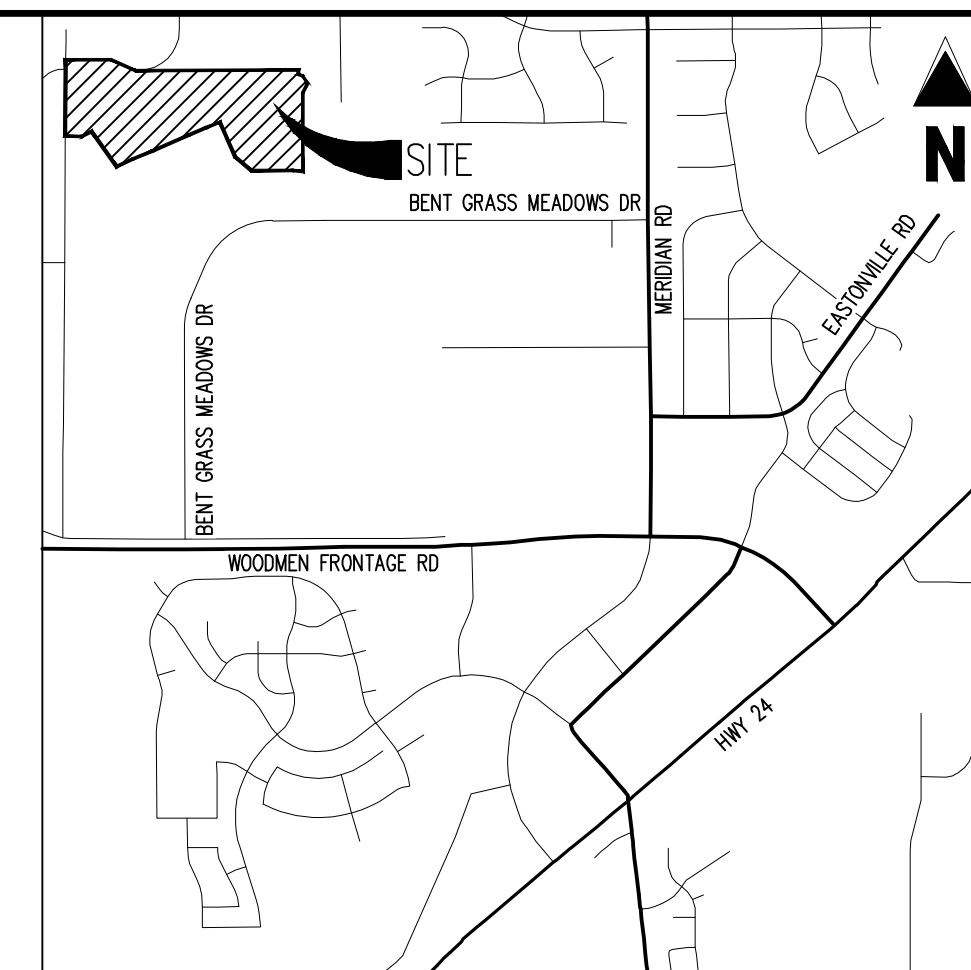 N
SITE
BENT GRASS MEADOWS DR
MERIDIAN RD
EASTONVILLE RD
BENT GRASS MEADOWS DR
WOODMEN FRONTAGE RD
HWY 24